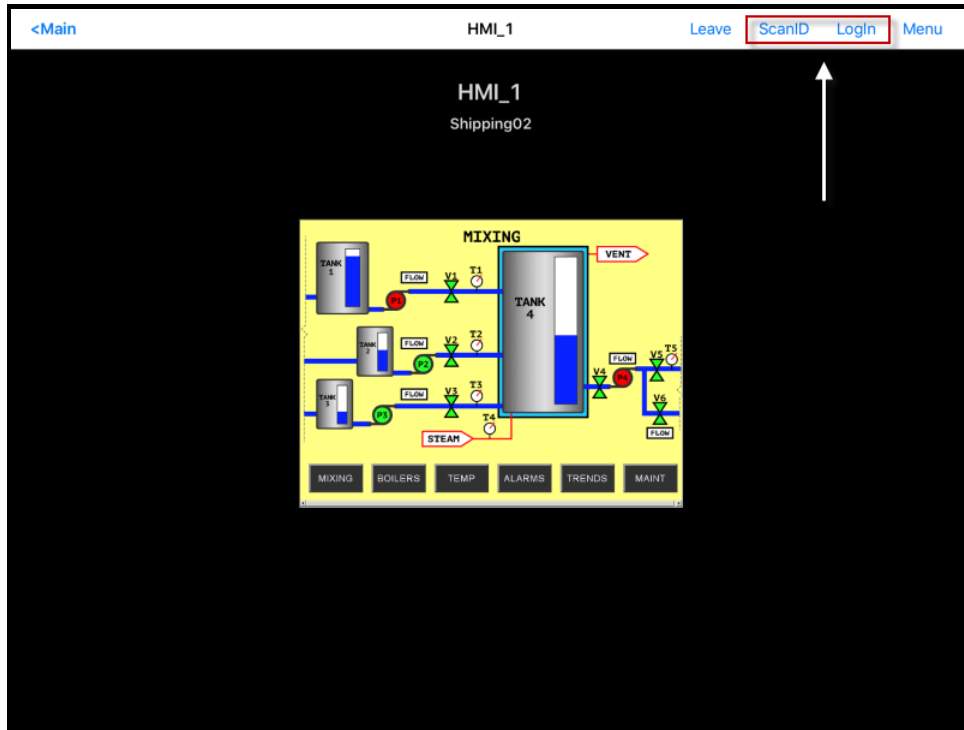 <Main HMI_1 Leave ScanID LogIn Menu
HMI_1
Shipping02
MIXING
VENT
TANK
1
FLOW V1 T1
P1
TANK
4
TANK
2
FLOW V2 T2
P2
FLOW V5 T5
V4 P4
TANK
3
FLOW V3 T3
P3
V6
T4
STEAM
FLOW
MIXING BOILERS TEMP ALARMS TRENDS MAINT